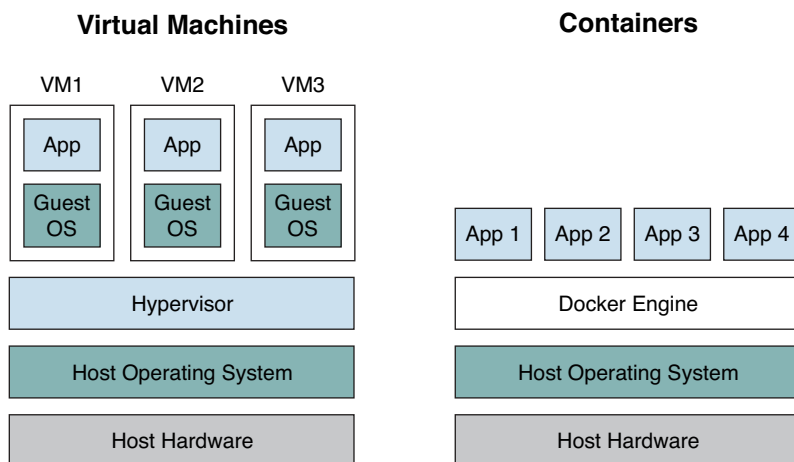 Virtual Machines
VM1 VM2 VM3
App App App
Guest OS Guest OS Guest OS
Hypervisor
Host Operating System
Host Hardware
Containers
App 1 App 2 App 3 App 4
Docker Engine
Host Operating System
Host Hardware